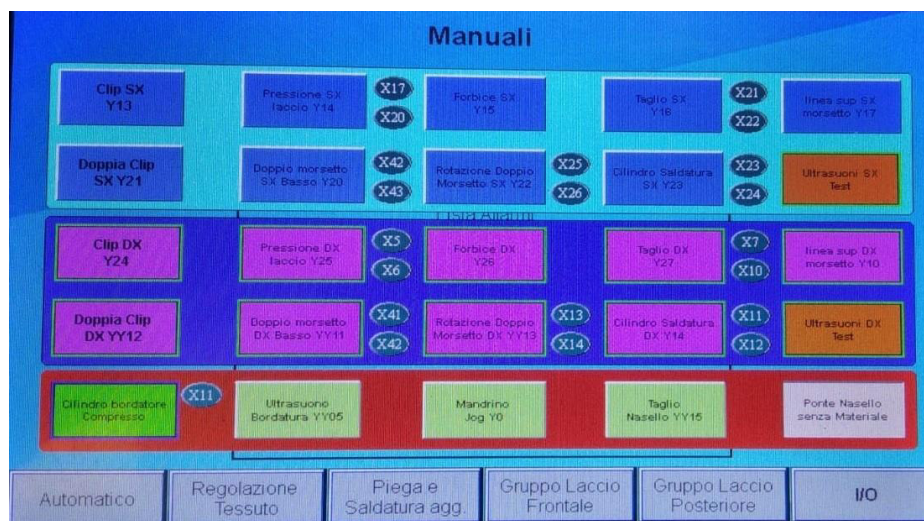 Manuali
Clip SX
Y13
Pressione SX
laccio Y14
X17
X20
Forbice SX
Y15
Taglio SX
Y16
X21
X22
linea sup SX
morsetto Y17
Doppia Clip
SX Y21
Doppio morsetto
SX Basso Y20
X42
X43
Rotazione Doppio
Morsetto SX Y22
X25
X26
Cilindro Saldatura
SX Y23
X23
X24
Ultrasuoni SX
Test
Lista Allarmi
Clip DX
Y24
Pressione DX
laccio Y25
X5
X6
Forbice DX
Y26
Taglio DX
Y27
X7
X10
linea sup DX
morsetto Y10
Doppia Clip
DX YY12
Doppio morsetto
DX Basso YY11
X41
X42
Rotazione Doppio
Morsetto DX YY13
X13
X14
Cilindro Saldatura
DX Y14
X11
X12
Ultrasuoni DX
Test
Cilindro bordatore
Compresso
X11
Ultrasuono
Bordatura YY05
Mandrino
Jog Y0
Taglio
Nasello YY15
Ponte Nasello
senza Materiale
Automatico
Regolazione
Tessuto
Piega e
Saldatura agg.
Gruppo Laccio
Frontale
Gruppo Laccio
Posteriore
I/O